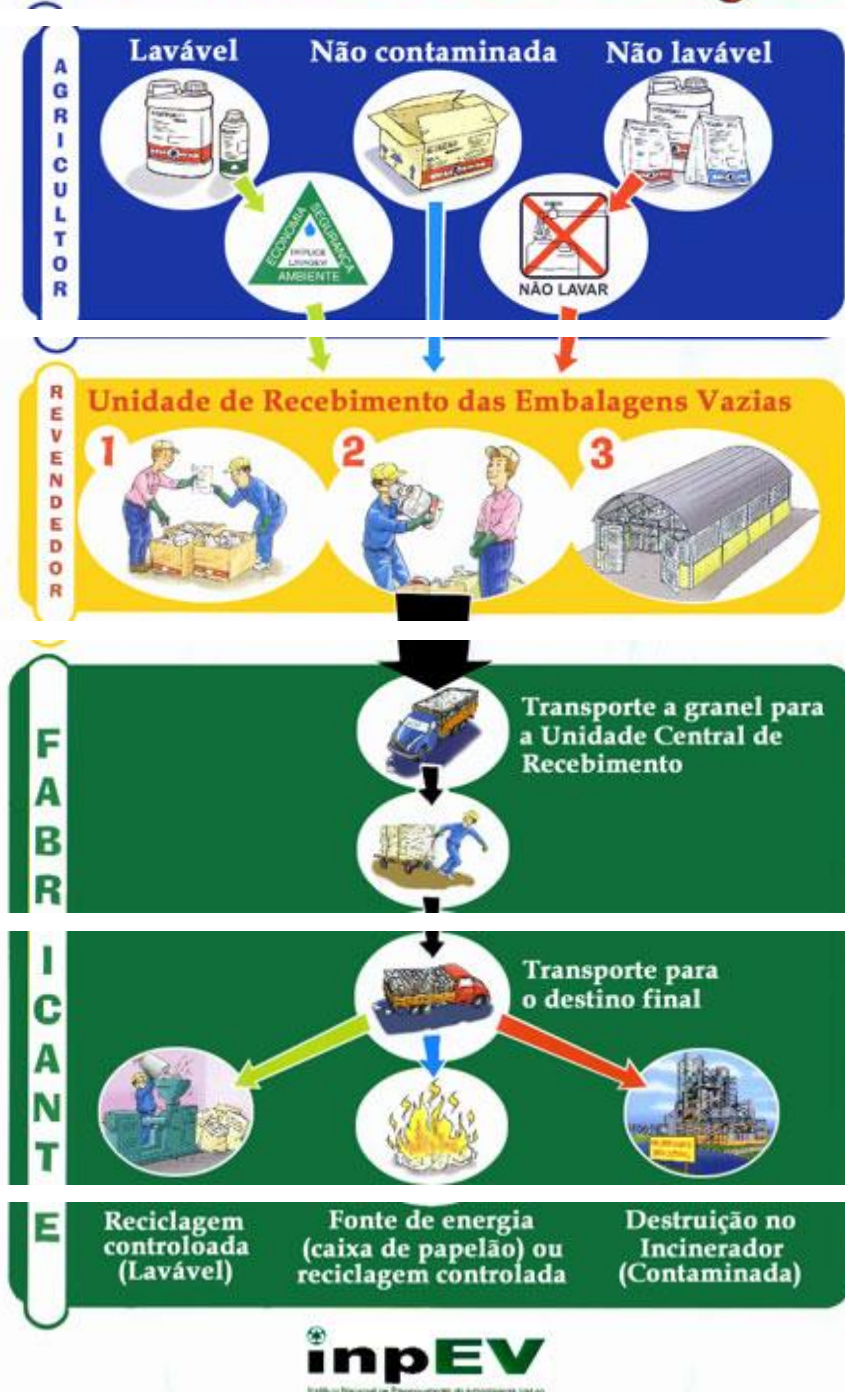 AGRICULTOR
Lavável
Não contaminada
Não lavável
ECONOMIA
SEGURANÇA
TRÍPLICE
LAVAGEM
AMBIENTE
NÃO LAVAR
REVENDEDOR
Unidade de Recebimento das Embalagens Vazias
1
2
3
FABRICANTE
Transporte a granel para
a Unidade Central de
Recebimento
Transporte para
o destino final
Reciclagem
controloada
(Lavável)
Fonte de energia
(caixa de papelão) ou
reciclagem controlada
Destruição no
Incinerador
(Contaminada)
inpEV